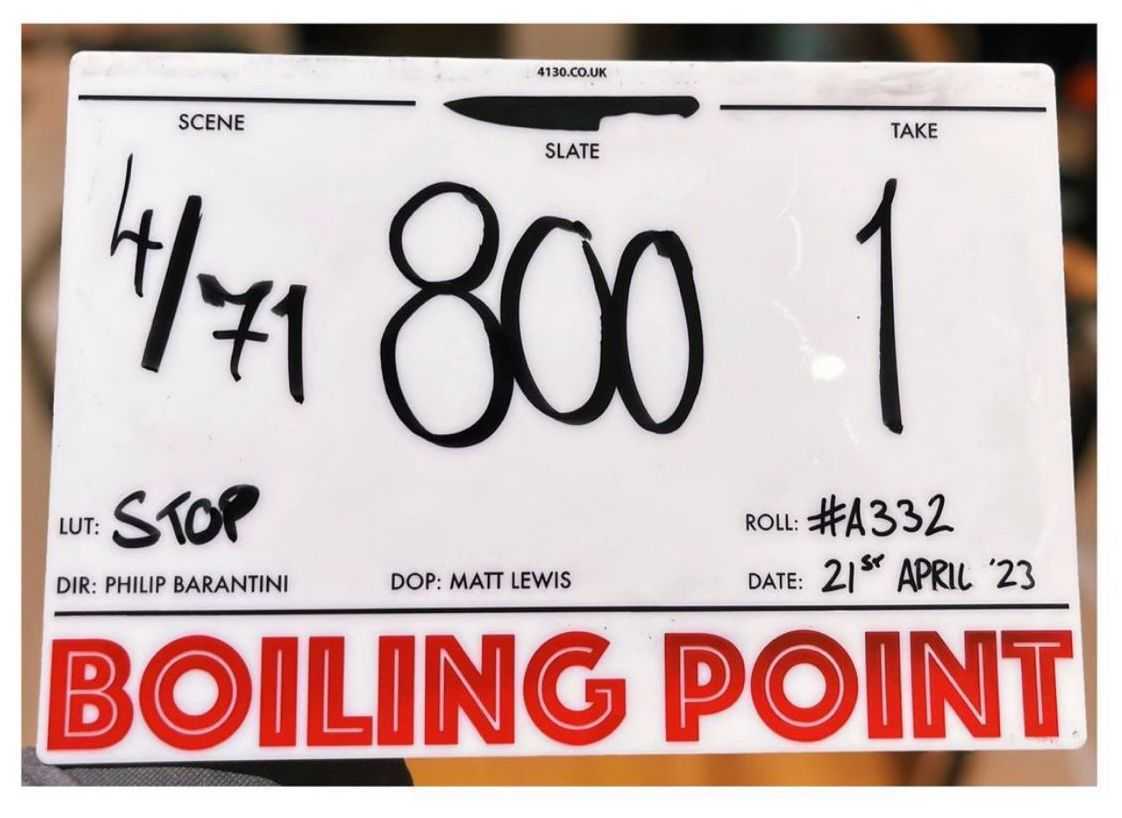 4130.CO.UK
SCENE SLATE TAKE
4/71 800 1
LUT: STOP ROLL: #A332
DIR: PHILIP BARANTINI DOP: MATT LEWIS DATE: 21ST APRIL '23
BOILING POINT